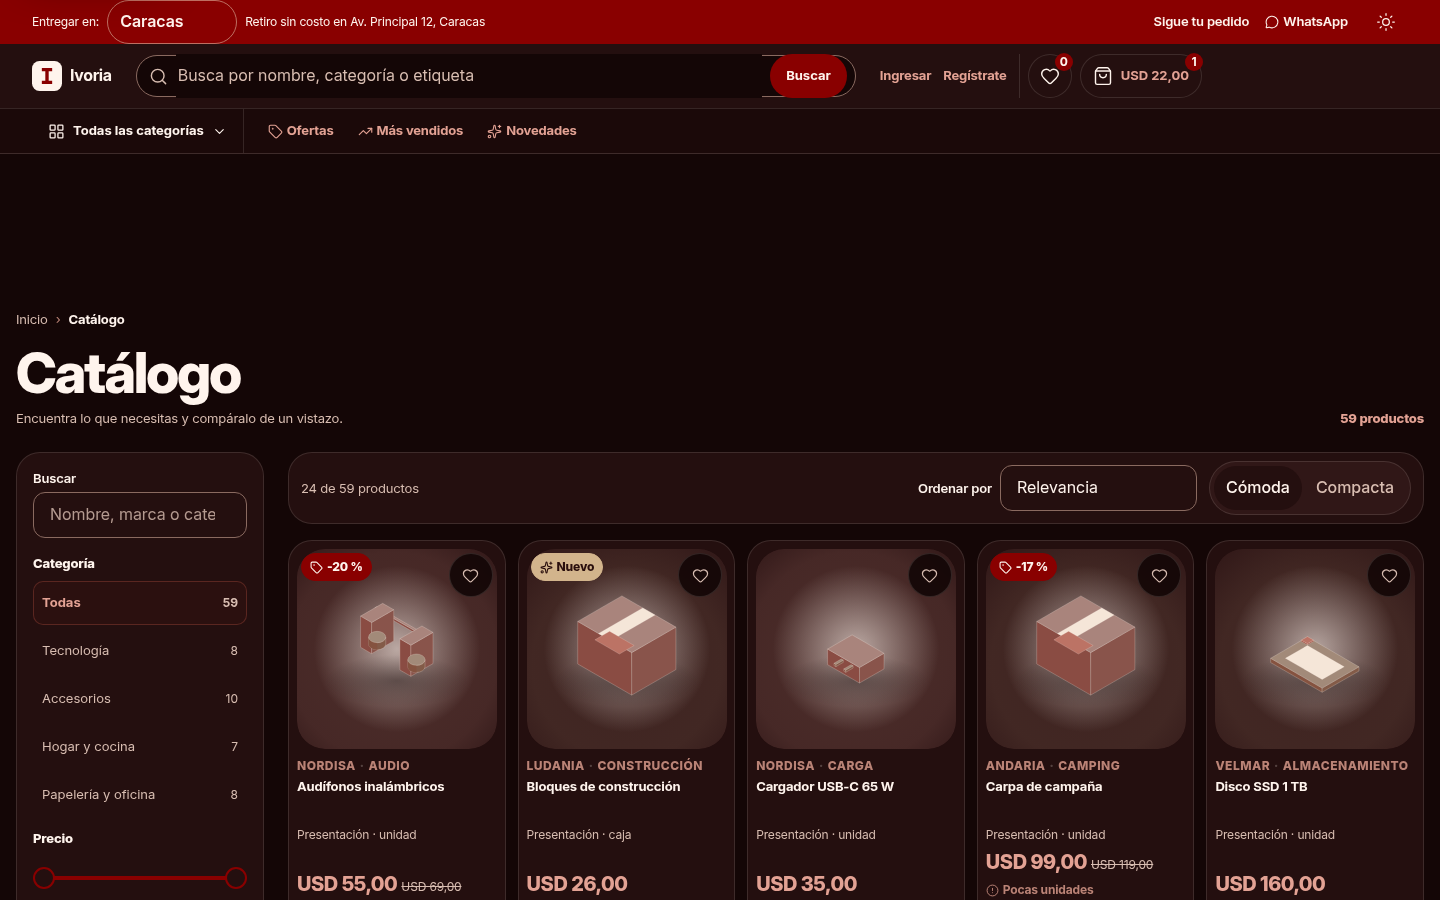 Entregar en: Caracas Retiro sin costo en Av. Principal 12, Caracas Sigue tu pedido WhatsApp
I Ivoria Busca por nombre, categoría o etiqueta Buscar Ingresar Regístrate 0 USD 22,00 1
Todas las categorías Ofertas Más vendidos Novedades
Inicio › Catálogo
Catálogo
Encuentra lo que necesitas y compáralo de un vistazo. 59 productos
Buscar
Nombre, marca o cate
Categoría
Todas 59
Tecnología 8
Accesorios 10
Hogar y cocina 7
Papelería y oficina 8
Precio
24 de 59 productos Ordenar por Relevancia Cómoda Compacta
-20 %
NORDISA · AUDIO
Audífonos inalámbricos
Presentación · unidad
USD 55,00 USD 69,00
Nuevo
LUDANIA · CONSTRUCCIÓN
Bloques de construcción
Presentación · caja
USD 26,00
NORDISA · CARGA
Cargador USB-C 65 W
Presentación · unidad
USD 35,00
-17 %
ANDARIA · CAMPING
Carpa de campaña
Presentación · unidad
USD 99,00 USD 119,00
Pocas unidades
VELMAR · ALMACENAMIENTO
Disco SSD 1 TB
Presentación · unidad
USD 160,00